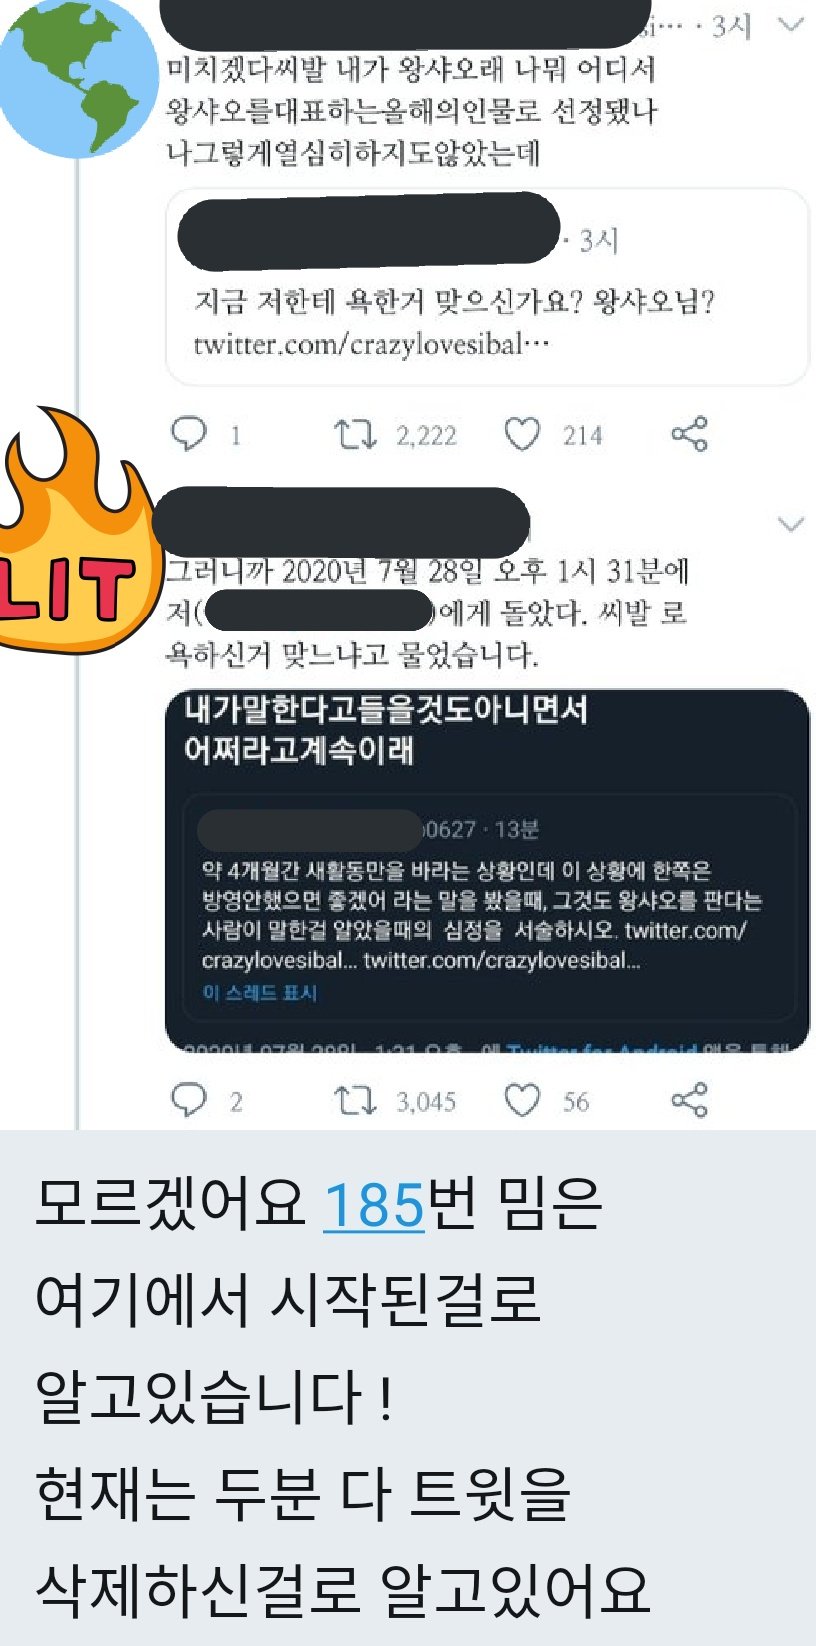 si… · 3시
미치겠다씨발 내가 왕샤오래 나뭐 어디서
왕샤오를대표하는올해의인물로 선정됐나
나그렇게열심히하지도않았는데
· 3시
지금 저한테 욕한거 맞으신가요? 왕샤오님?
twitter.com/crazylovesibal…
1 2,222 214
LIT
그러니까 2020년 7월 28일 오후 1시 31분에
저( )에게 돌았다. 씨발 로
욕하신거 맞느냐고 물었습니다.
내가말한다고들을것도아니면서
어쩌라고계속이래
0627 · 13분
약 4개월간 새활동만을 바라는 상황인데 이 상황에 한쪽은
방영안했으면 좋겠어 라는 말을 봤을때, 그것도 왕샤오를 판다는
사람이 말한걸 알았을때의 심정을 서술하시오. twitter.com/
crazylovesibal... twitter.com/crazylovesibal...
이 스레드 표시
에 Twitter for Android 앱을 통해
2 3,045 56
모르겠어요 185번 밈은
여기에서 시작된걸로
알고있습니다 !
현재는 두분 다 트윗을
삭제하신걸로 알고있어요